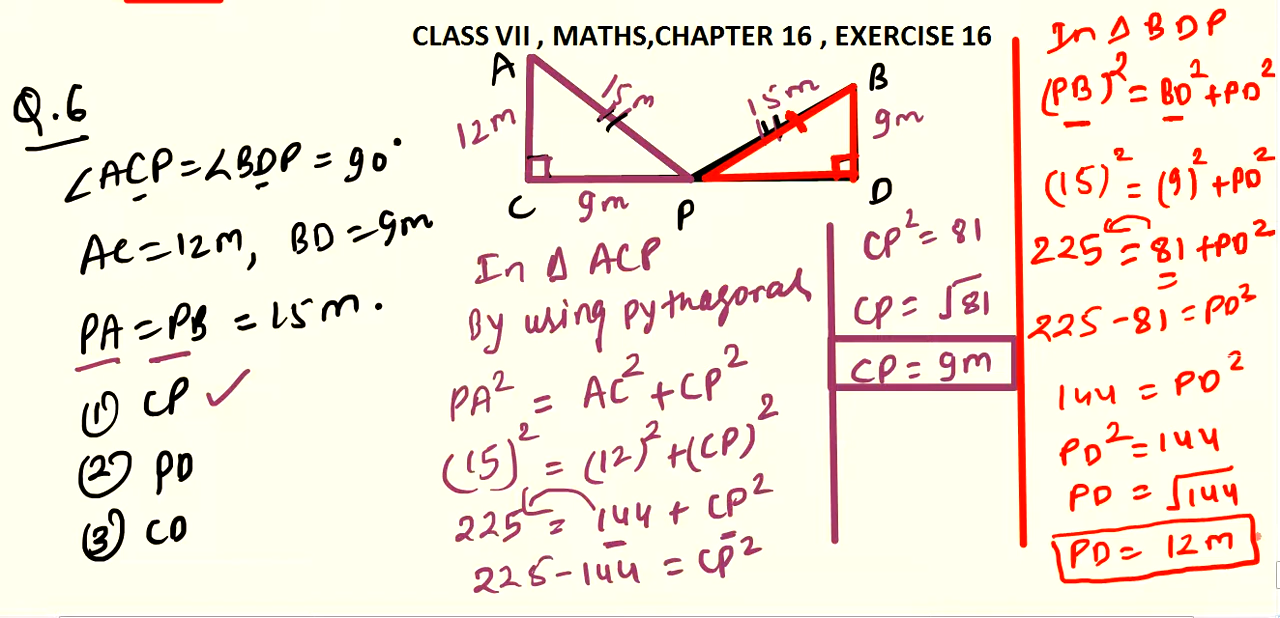 CLASS VII , MATHS,CHAPTER 16 , EXERCISE 16
Q.6
∠ACP=∠BDP=90°
AC=12m, BD=9m
PA=PB=15m.
(1) CP ✓
(2) PD
(3) CD
A
12m
15m
C
9m
P
15m
B
9m
D
In Δ ACP
By using pythagoras
PA² = AC²+CP²
(15)² = (12)²+(CP)²
225 = 144 + CP²
225-144 = CP²
CP² = 81
CP = √81
CP = 9m
In Δ BDP
(PB)² = BD²+PD²
(15)² = (9)²+PD²
225 = 81+PD²
225-81 = PD²
144 = PD²
PD² = 144
PD = √144
PD = 12m